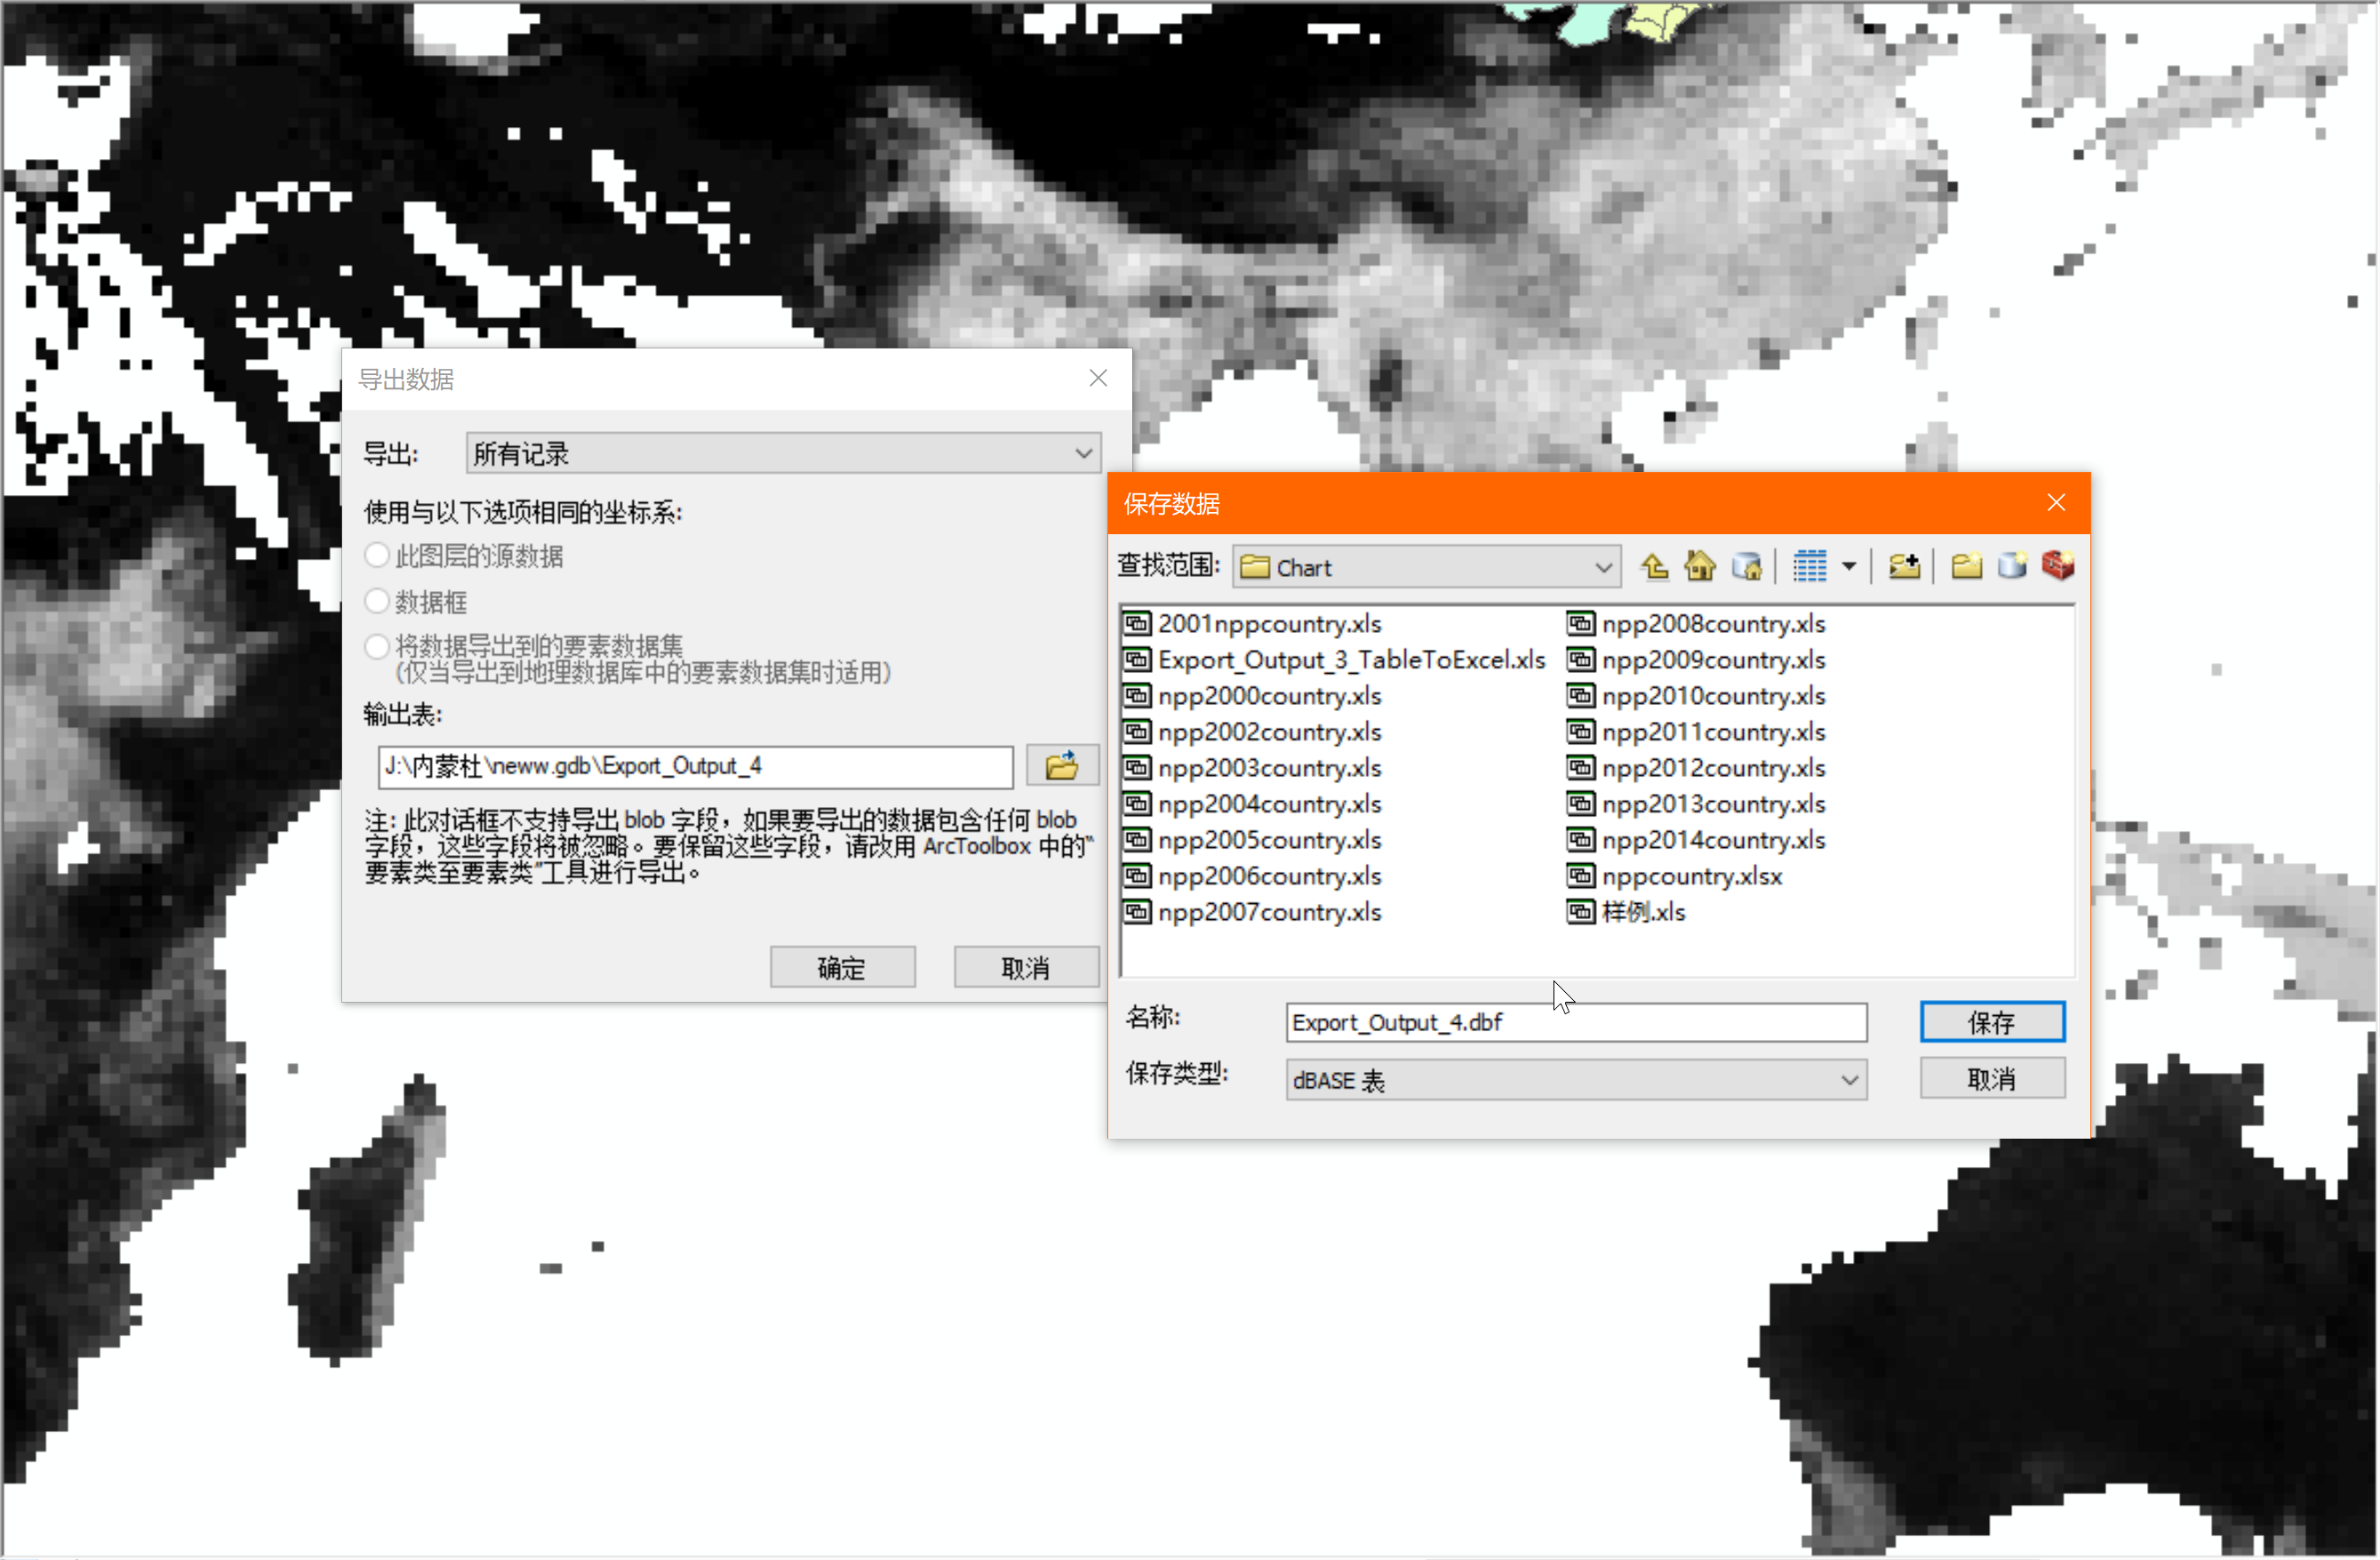 导出数据
导出: 所有记录
使用与以下选项相同的坐标系:
此图层的源数据
数据框
将数据导出到的要素数据集
(仅当导出到地理数据库中的要素数据集时适用)
输出表:
J:\内蒙杜\neww.gdb\Export_Output_4
注: 此对话框不支持导出 blob 字段，如果要导出的数据包含任何 blob
字段，这些字段将被忽略。要保留这些字段，请改用 ArcToolbox 中的"
要素类至要素类"工具进行导出。
确定 取消
保存数据
查找范围: Chart
2001nppcountry.xls
Export_Output_3_TableToExcel.xls
npp2000country.xls
npp2002country.xls
npp2003country.xls
npp2004country.xls
npp2005country.xls
npp2006country.xls
npp2007country.xls
npp2008country.xls
npp2009country.xls
npp2010country.xls
npp2011country.xls
npp2012country.xls
npp2013country.xls
npp2014country.xls
nppcountry.xlsx
样例.xls
名称: Export_Output_4.dbf 保存
保存类型: dBASE 表 取消